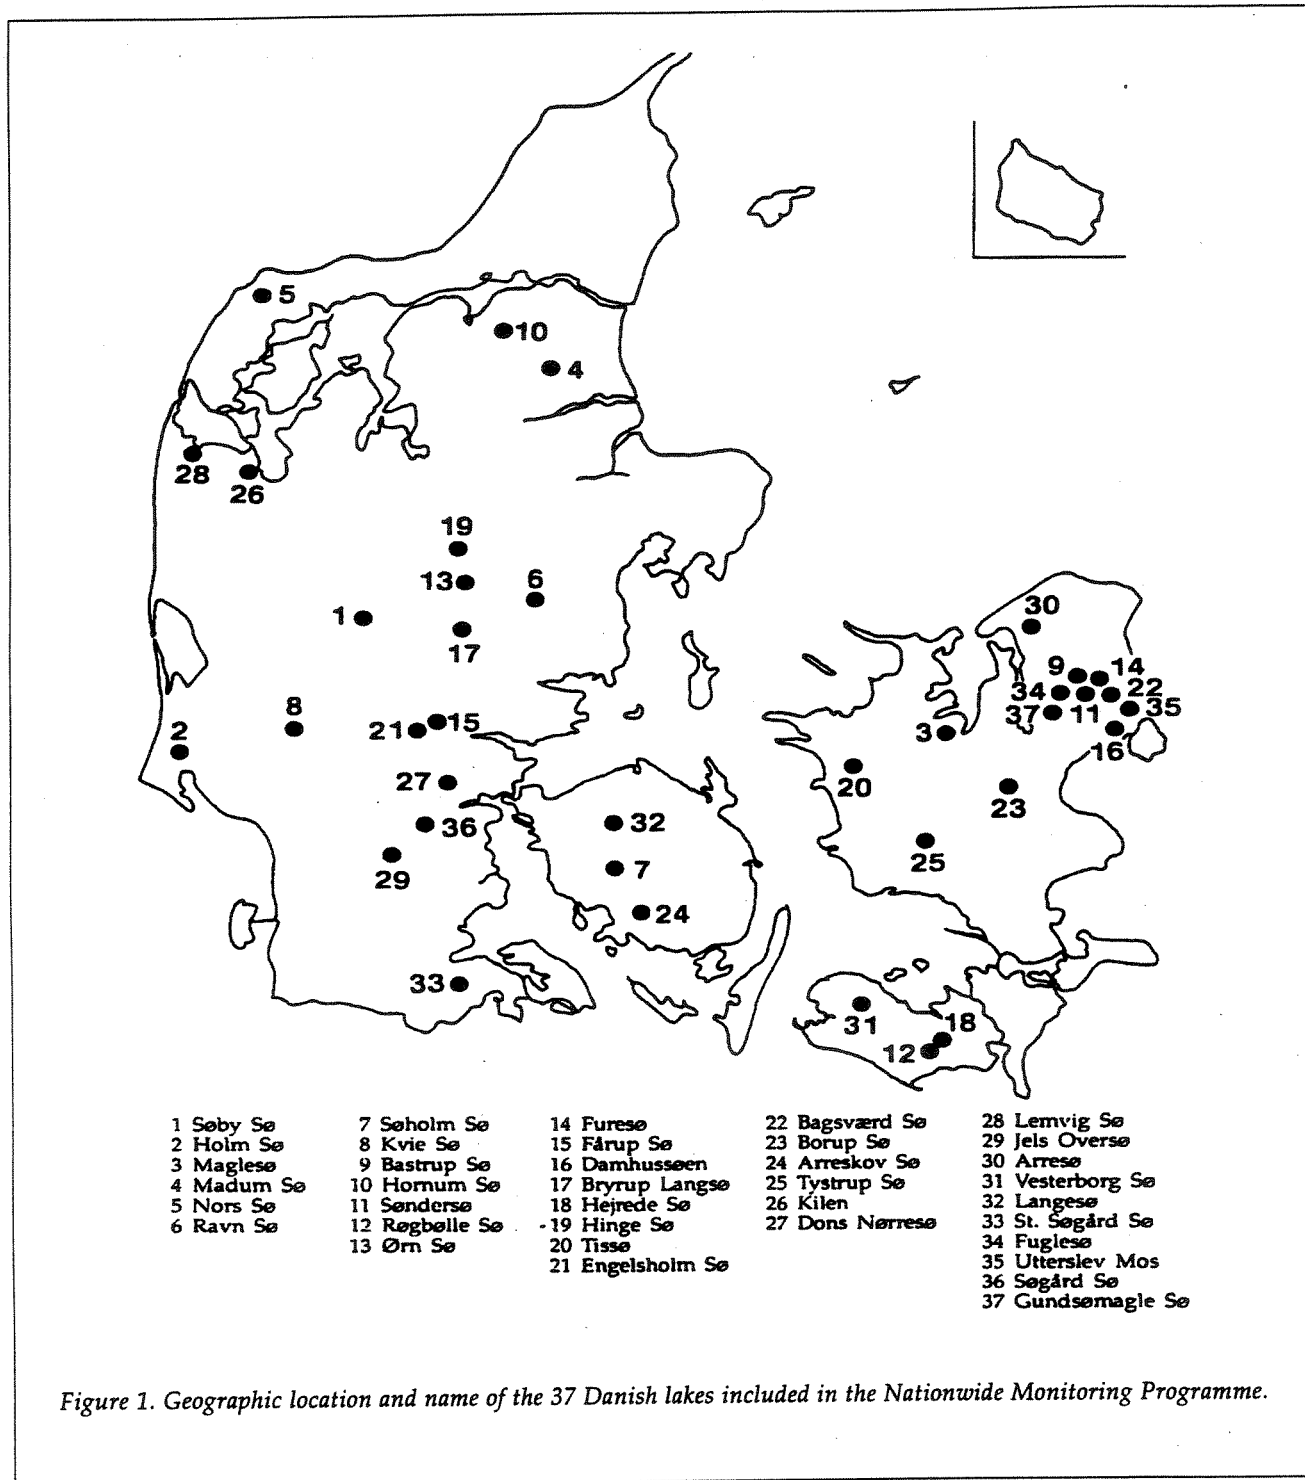 5
10
4
28
26
19
13
6
1
17
30
9
14
34
22
11
35
37
16
8
2
21
15
3
20
27
23
32
36
25
29
7
24
33
31
18
12
1 Søby Sø
2 Holm Sø
3 Maglesø
4 Madum Sø
5 Nors Sø
6 Ravn Sø
7 Søholm Sø
8 Kvie Sø
9 Bastrup Sø
10 Hornum Sø
11 Søndersø
12 Røgbølle Sø
13 Ørn Sø
14 Furesø
15 Fårup Sø
16 Damhussøen
17 Bryrup Langsø
18 Hejrede Sø
19 Hinge Sø
20 Tissø
21 Engelsholm Sø
22 Bagsværd Sø
23 Borup Sø
24 Arreskov Sø
25 Tystrup Sø
26 Kilen
27 Dons Nørresø
28 Lemvig Sø
29 Jels Oversø
30 Arresø
31 Vesterborg Sø
32 Langesø
33 St. Søgård Sø
34 Fuglesø
35 Utterslev Mos
36 Søgård Sø
37 Gundsømagle Sø
Figure 1. Geographic location and name of the 37 Danish lakes included in the Nationwide Monitoring Programme.